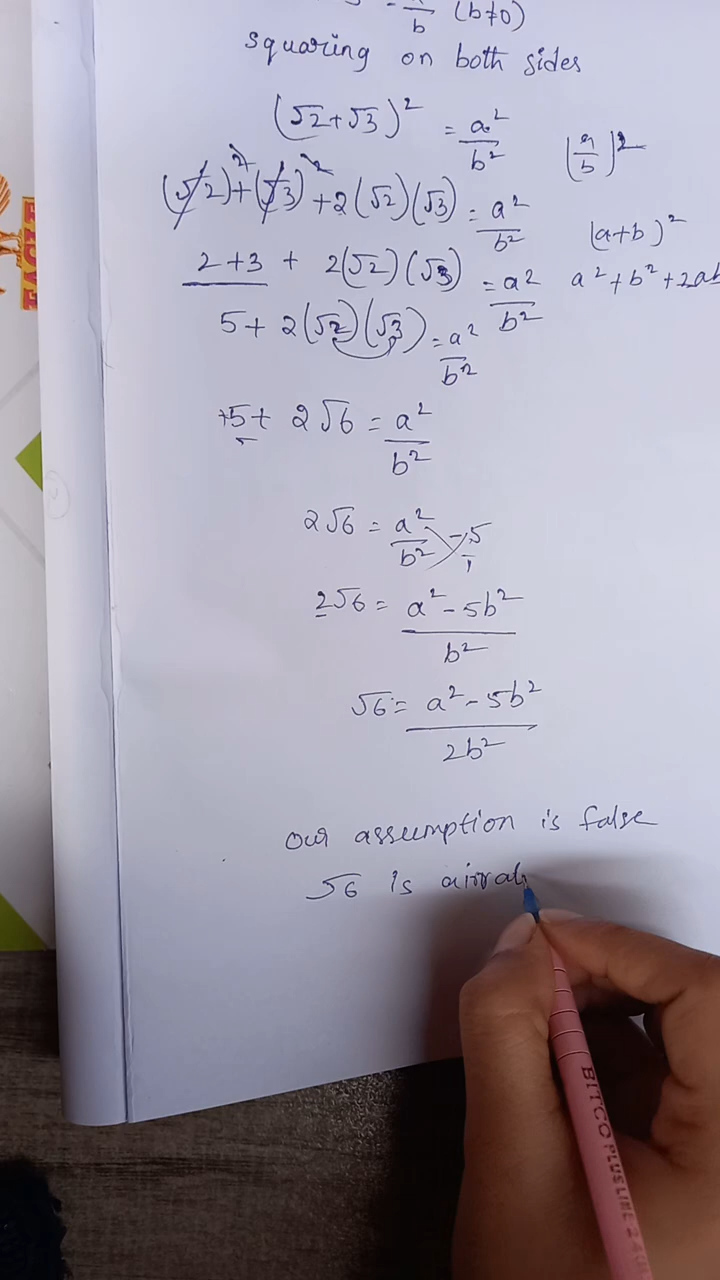 = a/b (b≠0)
squaring on both sides
(√2+√3)² = a²/b² (a/b)²
(√2)²+(√3)²+2(√2)(√3) = a²/b²
(a+b)²
2+3 + 2(√2)(√3) = a²/b² a²+b²+2ab
5+2(√2)(√3) = a²/b²
+5+ 2√6 = a²/b²
2√6 = a²/b² - 5/1
2√6 = a²-5b²/b²
√6 = a²-5b²/2b²
our assumption is false
√6 is
EAGLE
BITCO PLUSLINE